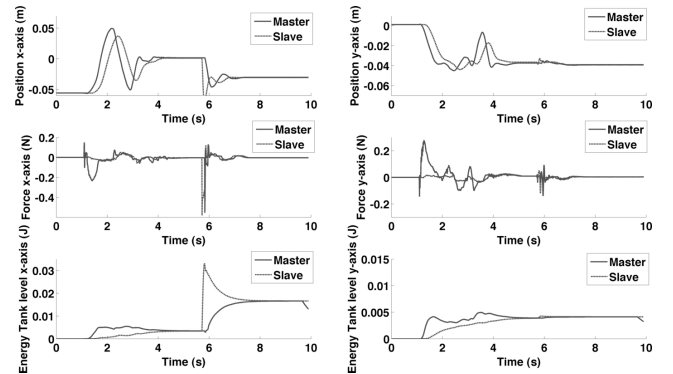 Position x-axis (m)
0.05
0
-0.05
0 2 4 6 8 10
Time (s)
Master
Slave
Position y-axis (m)
0
-0.02
-0.04
-0.06
0 2 4 6 8 10
Time (s)
Master
Slave
Force x-axis (N)
0.2
0
-0.2
-0.4
0 2 4 6 8 10
Time (s)
Master
Slave
Force y-axis (N)
0.2
0
-0.2
0 2 4 6 8 10
Time (s)
Master
Slave
Energy Tank level x-axis (J)
0.03
0.02
0.01
0
0 2 4 6 8 10
Time (s)
Master
Slave
Energy Tank level y-axis (J)
0.015
0.01
0.005
0
0 2 4 6 8 10
Time (s)
Master
Slave